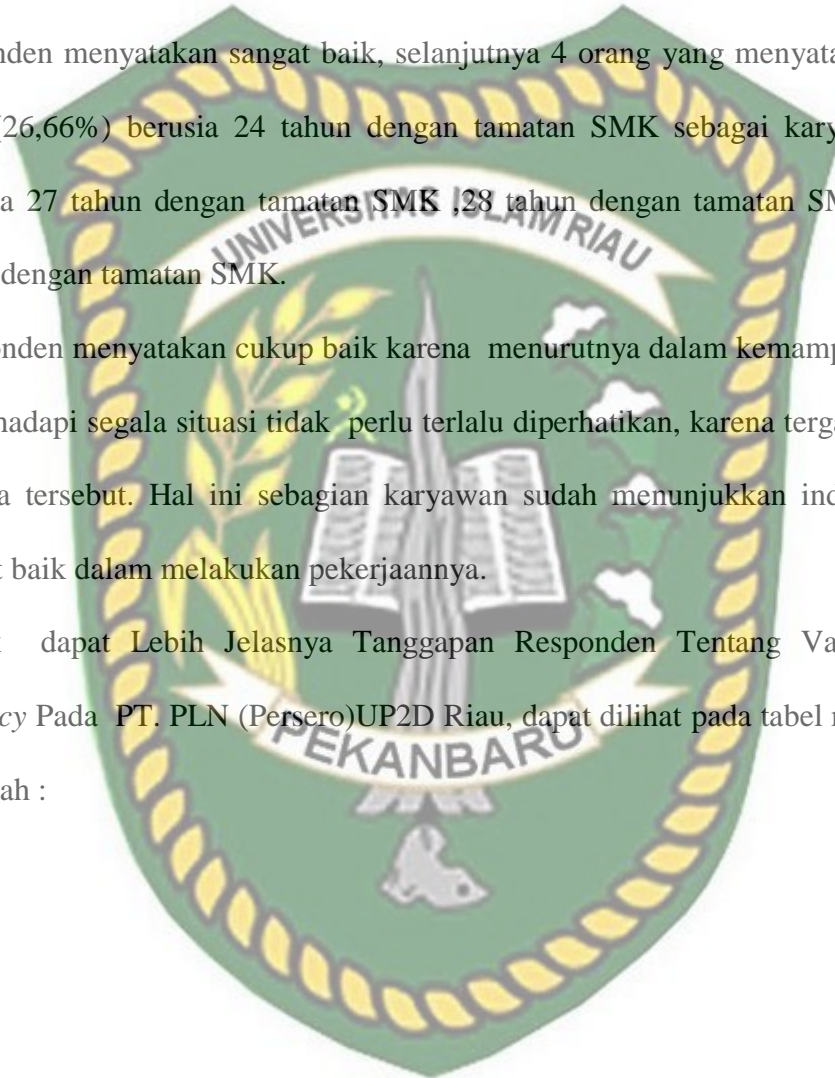 nden menyatakan sangat baik, selanjutnya 4 orang yang menyata
(26,66%) berusia 24 tahun dengan tamatan SMK sebagai kary
a 27 tahun dengan tamatan SMK ,28 tahun dengan tamatan SM
UNIVERSITAS ISLAM RIAU
dengan tamatan SMK.
onden menyatakan cukup baik karena menurutnya dalam kemamp
hadapi segala situasi tidak perlu terlalu diperhatikan, karena terga
a tersebut. Hal ini sebagian karyawan sudah menunjukkan ind
t baik dalam melakukan pekerjaannya.
k dapat Lebih Jelasnya Tanggapan Responden Tentang Va
cy Pada PT. PLN (Persero)UP2D Riau, dapat dilihat pada tabel
PEKANBARU
ah :